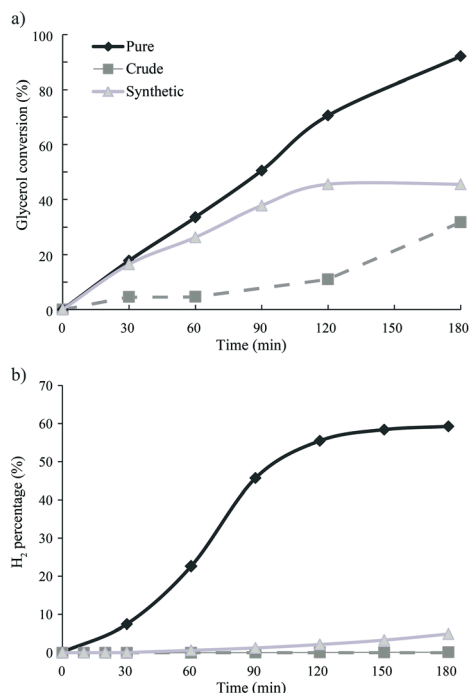 a)
100
80
60
40
20
0
Glycerol conversion (%)
Pure
Crude
Synthetic
0 30 60 90 120 150 180
Time (min)
b)
70
60
50
40
30
20
10
0
H₂ percentage (%)
0 30 60 90 120 150 180
Time (min)